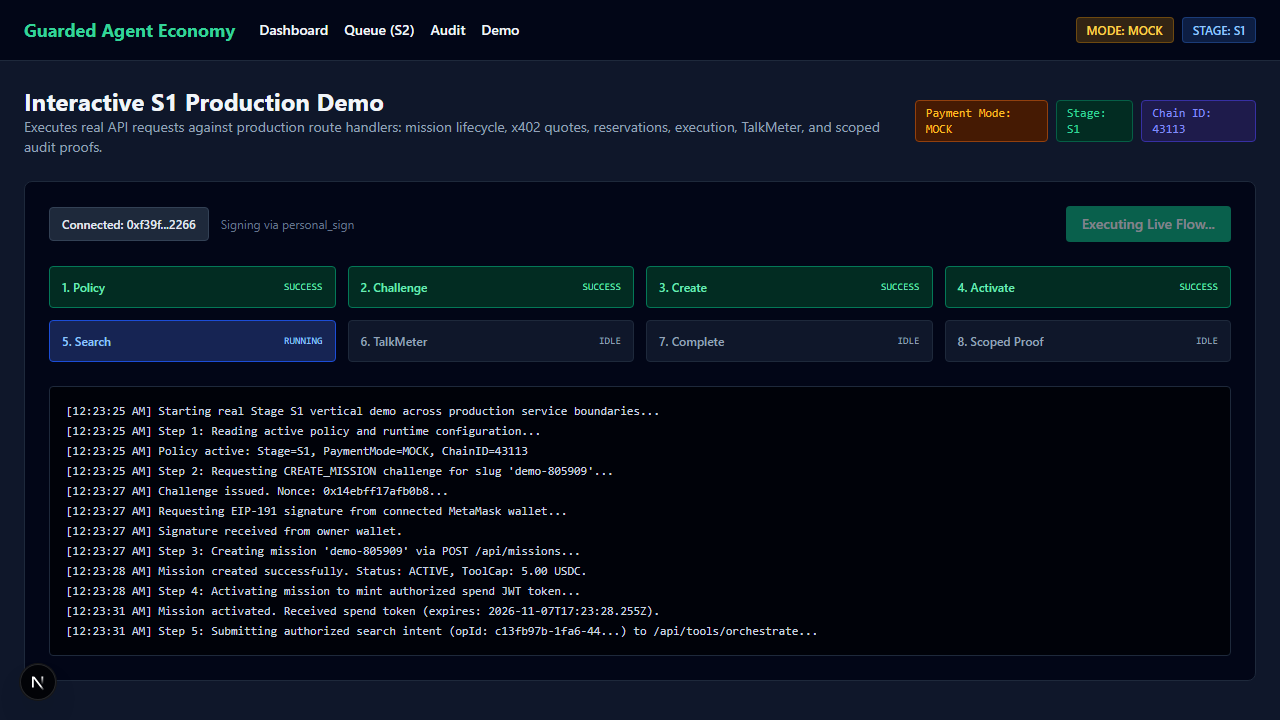 Guarded Agent Economy Dashboard Queue (S2) Audit Demo MODE: MOCK STAGE: S1
Interactive S1 Production Demo
Executes real API requests against production route handlers: mission lifecycle, x402 quotes, reservations, execution, TalkMeter, and scoped
audit proofs.
Payment Mode:
MOCK
Stage:
S1
Chain ID:
43113
Connected: 0xf39f...2266 Signing via personal_sign Executing Live Flow...
1. Policy SUCCESS 2. Challenge SUCCESS 3. Create SUCCESS 4. Activate SUCCESS
5. Search RUNNING 6. TalkMeter IDLE 7. Complete IDLE 8. Scoped Proof IDLE
[12:23:25 AM] Starting real Stage S1 vertical demo across production service boundaries...
[12:23:25 AM] Step 1: Reading active policy and runtime configuration...
[12:23:25 AM] Policy active: Stage=S1, PaymentMode=MOCK, ChainID=43113
[12:23:25 AM] Step 2: Requesting CREATE_MISSION challenge for slug 'demo-805909'...
[12:23:27 AM] Challenge issued. Nonce: 0x14ebff17afb0b8...
[12:23:27 AM] Requesting EIP-191 signature from connected MetaMask wallet...
[12:23:27 AM] Signature received from owner wallet.
[12:23:27 AM] Step 3: Creating mission 'demo-805909' via POST /api/missions...
[12:23:28 AM] Mission created successfully. Status: ACTIVE, ToolCap: 5.00 USDC.
[12:23:28 AM] Step 4: Activating mission to mint authorized spend JWT token...
[12:23:31 AM] Mission activated. Received spend token (expires: 2026-11-07T17:23:28.255Z).
[12:23:31 AM] Step 5: Submitting authorized search intent (opId: c13fb97b-1fa6-44...) to /api/tools/orchestrate...
N